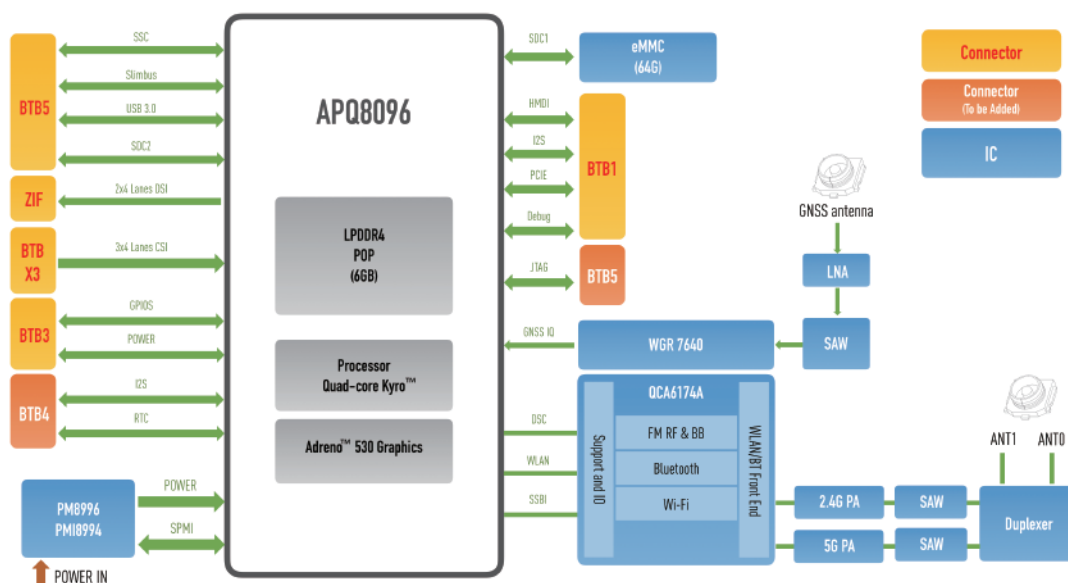 SSC
BTB5
Slimbus
USB 3.0
SDC2
ZIF
2x4 Lanes DSI
BTB
X3
3x4 Lanes CSI
BTB3
GPIOS
POWER
BTB4
I2S
RTC
PM8996
PMI8994
POWER
SPMI
POWER IN
APQ8096
LPDDR4
POP
(6GB)
Processor
Quad-core Kyro™
Adreno™ 530 Graphics
SDC1
eMMC
(64G)
HMDI
I2S
PCIE
Debug
BTB1
JTAG
BTB5
GNSS IQ
WGR 7640
DSC
WLAN
SSBI
QCA6174A
Support and IO
FM RF & BB
Bluetooth
Wi-Fi
WLAN/BT Front End
Connector
Connector
(To be Added)
IC
GNSS antenna
LNA
SAW
ANT1
ANT0
2.4G PA
SAW
5G PA
SAW
Duplexer